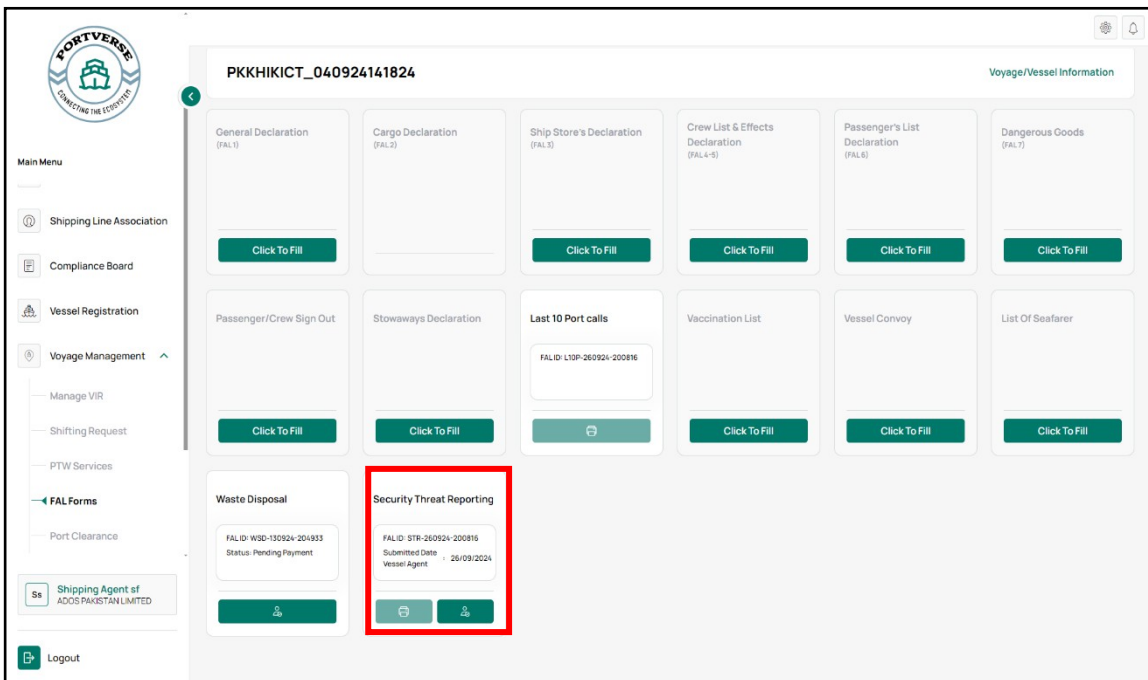 PORTVERSE
CONNECTING THE ECOSYSTEM
Main Menu
Shipping Line Association
Compliance Board
Vessel Registration
Voyage Management
Manage VIR
Shifting Request
PTW Services
FAL Forms
Port Clearance
Ss
Shipping Agent sf
ADOS PAKISTAN LIMITED
Logout
PKKHIKICT_040924141824
Voyage/Vessel Information
General Declaration
(FAL 1)
Click To Fill
Cargo Declaration
(FAL 2)
Ship Store's Declaration
(FAL 3)
Click To Fill
Crew List & Effects
Declaration
(FAL 4-5)
Click To Fill
Passenger's List
Declaration
(FAL 6)
Click To Fill
Dangerous Goods
(FAL 7)
Click To Fill
Passenger/Crew Sign Out
Click To Fill
Stowaways Declaration
Click To Fill
Last 10 Port calls
FAL ID: L10P-260924-200816
Vaccination List
Click To Fill
Vessel Convoy
Click To Fill
List Of Seafarer
Click To Fill
Waste Disposal
FAL ID: WSD-130924-204933
Status: Pending Payment
Security Threat Reporting
FAL ID: STR-260924-200816
Submitted Date
Vessel Agent : 26/09/2024